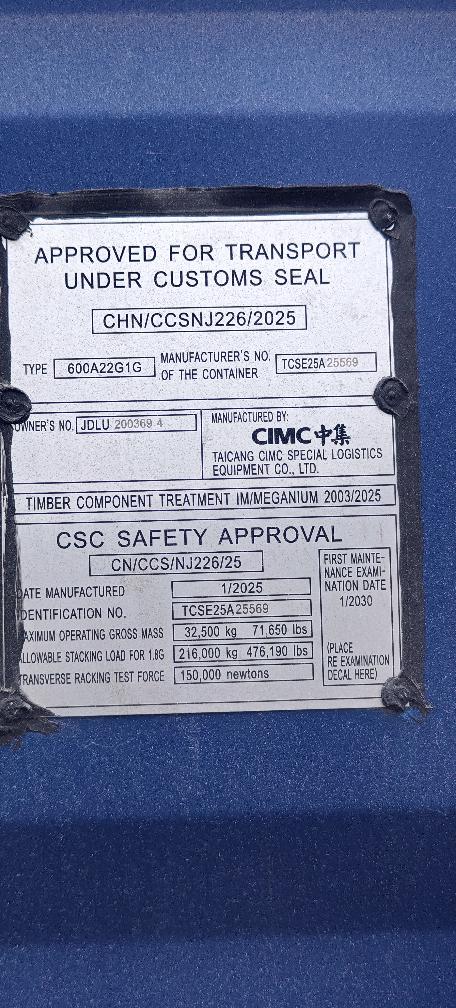 APPROVED FOR TRANSPORT
UNDER CUSTOMS SEAL
CHN/CCSNJ226/2025
TYPE 600A22G1G MANUFACTURER'S NO. OF THE CONTAINER TCSE25A25569
OWNER'S NO. JDLU 200369 4
MANUFACTURED BY:
CIMC中集
TAICANG CIMC SPECIAL LOGISTICS
EQUIPMENT CO., LTD.
TIMBER COMPONENT TREATMENT IM/MEGANIUM 2003/2025
CSC SAFETY APPROVAL
CN/CCS/NJ226/25
DATE MANUFACTURED 1/2025
IDENTIFICATION NO. TCSE25A25569
MAXIMUM OPERATING GROSS MASS 32,500 kg 71,650 lbs
ALLOWABLE STACKING LOAD FOR 1.8G 216,000 kg 476,190 lbs
TRANSVERSE RACKING TEST FORCE 150,000 newtons
FIRST MAINTE-
NANCE EXAMI-
NATION DATE
1/2030
(PLACE
RE EXAMINATION
DECAL HERE)